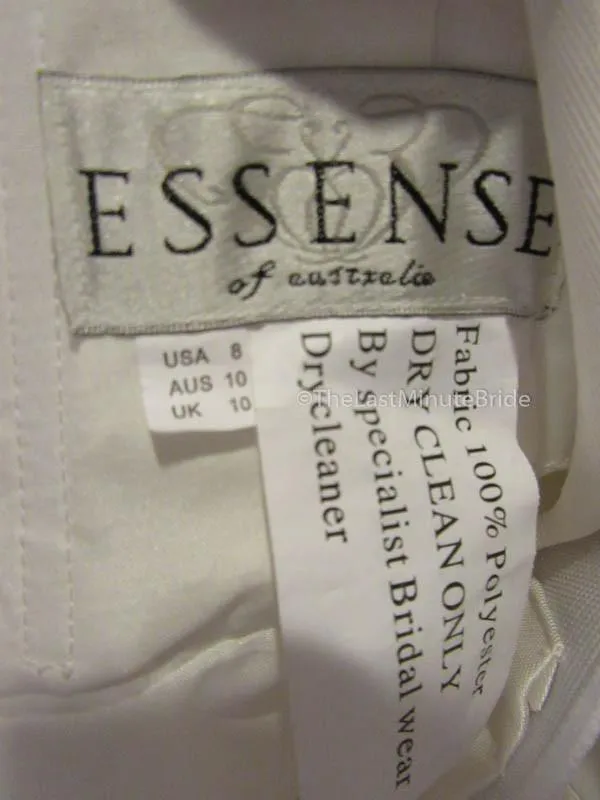 ESSENSE
of australia
USA 8
AUS 10
UK 10
Fabric 100% Polyester
DRY CLEAN ONLY
By specialist Bridal wear
Drycleaner
©TheLastMinuteBride